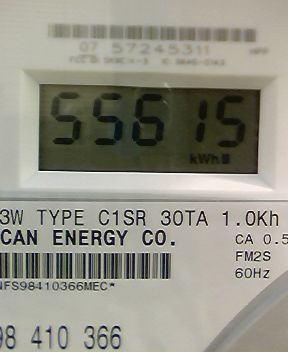 07 57245311
55615
kWh
3W TYPE C1SR 30TA 1.0Kh
CAN ENERGY CO.
CA 0.5
FM2S
60Hz
NFS98410366MEC*
98 410 366